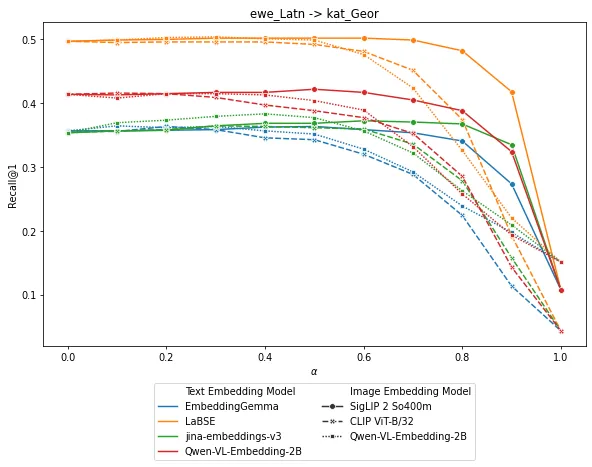 ewe_Latn -> kat_Geor
Recall@1
0.5
0.4
0.3
0.2
0.1
0.0 0.2 0.4 0.6 0.8 1.0
α
Text Embedding Model
EmbeddingGemma
LaBSE
jina-embeddings-v3
Qwen-VL-Embedding-2B
Image Embedding Model
SigLIP 2 So400m
CLIP ViT-B/32
Qwen-VL-Embedding-2B